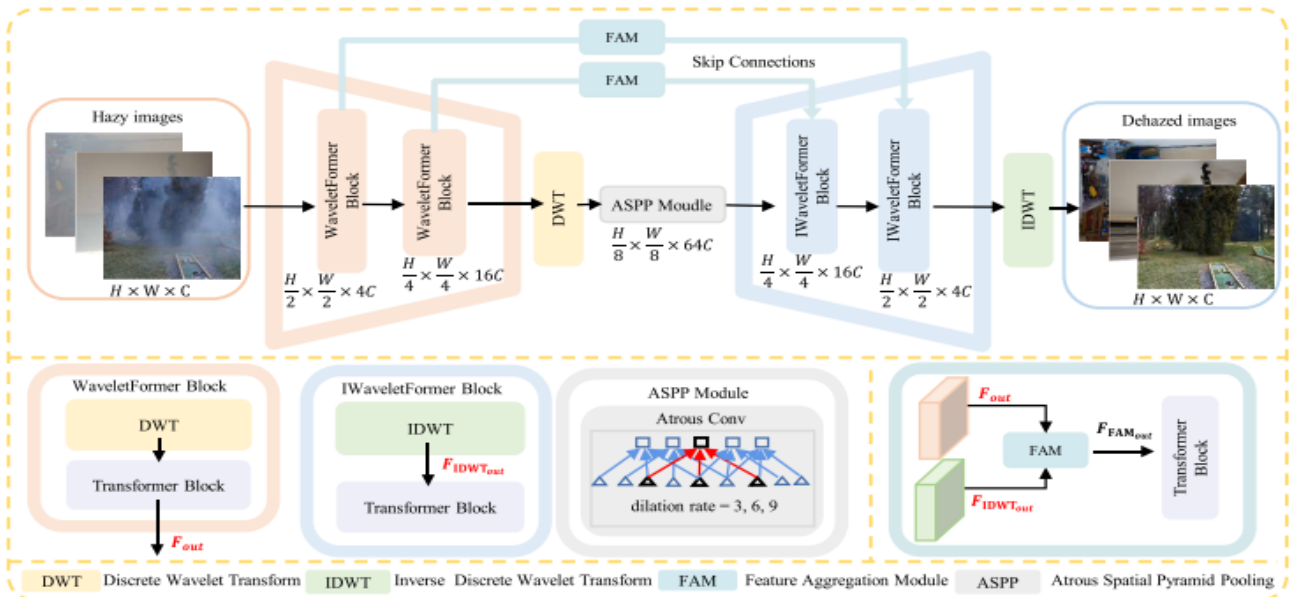 FAM
FAM
Skip Connections
Hazy images
H × W × C
WaveletFormer Block
H/2 × W/2 × 4C
WaveletFormer Block
H/4 × W/4 × 16C
DWT
ASPP Moudle
H/8 × W/8 × 64C
IWaveletFormer Block
H/4 × W/4 × 16C
IWaveletFormer Block
H/2 × W/2 × 4C
IDWT
Dehazed images
H × W × C
WaveletFormer Block
DWT
Transformer Block
F_out
IWaveletFormer Block
IDWT
F_IDWT_out
Transformer Block
ASPP Module
Atrous Conv
dilation rate = 3, 6, 9
F_out
FAM
F_IDWT_out
F_FAM_out
Transformer Block
DWT Discrete Wavelet Transform IDWT Inverse Discrete Wavelet Transform FAM Feature Aggregation Module ASPP Atrous Spatial Pyramid Pooling